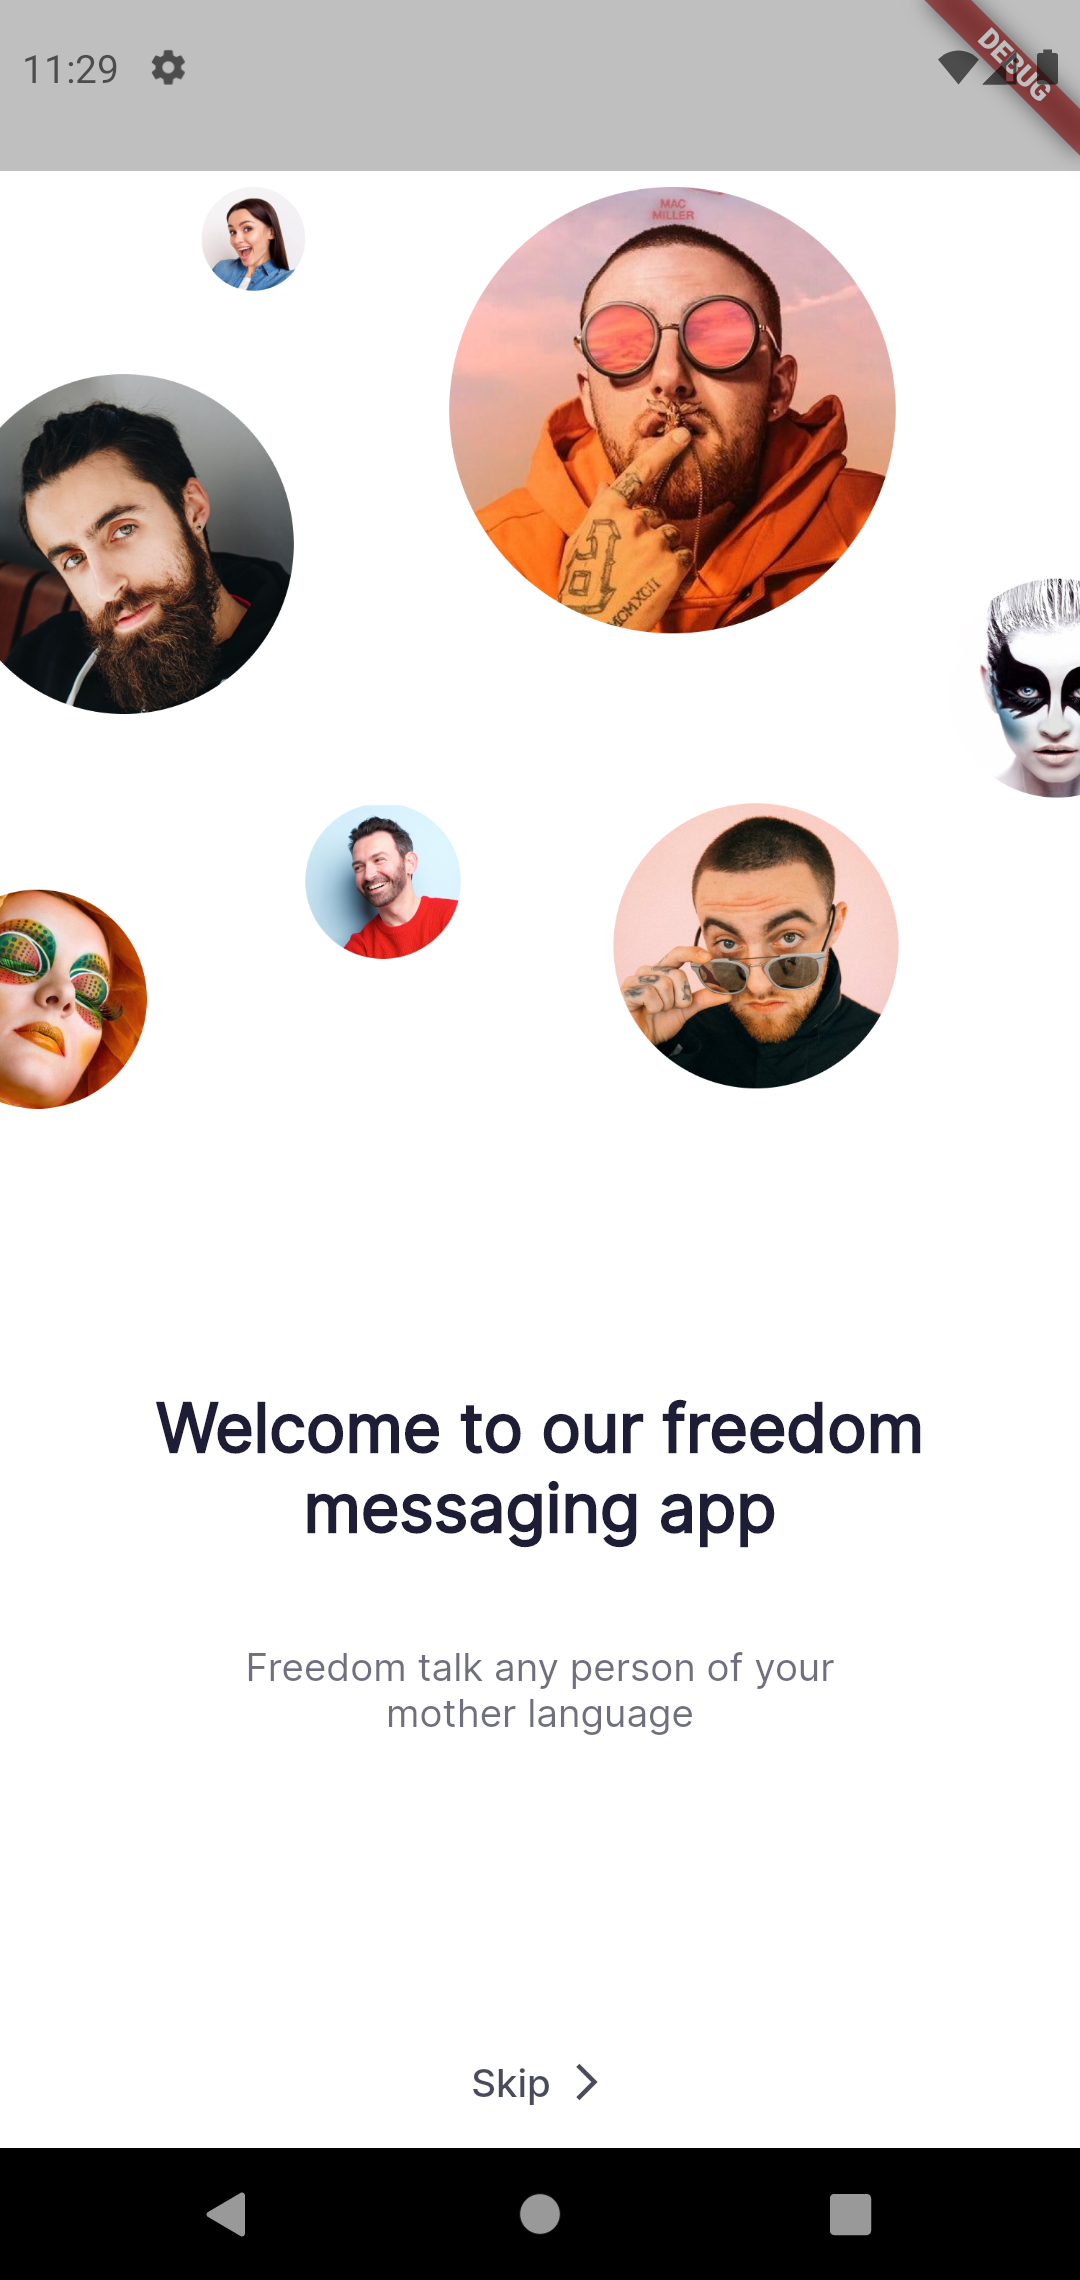 11:29
DEBUG
MAC
MILLER
MCMXCII
Welcome to our freedom
messaging app
Freedom talk any person of your
mother language
Skip